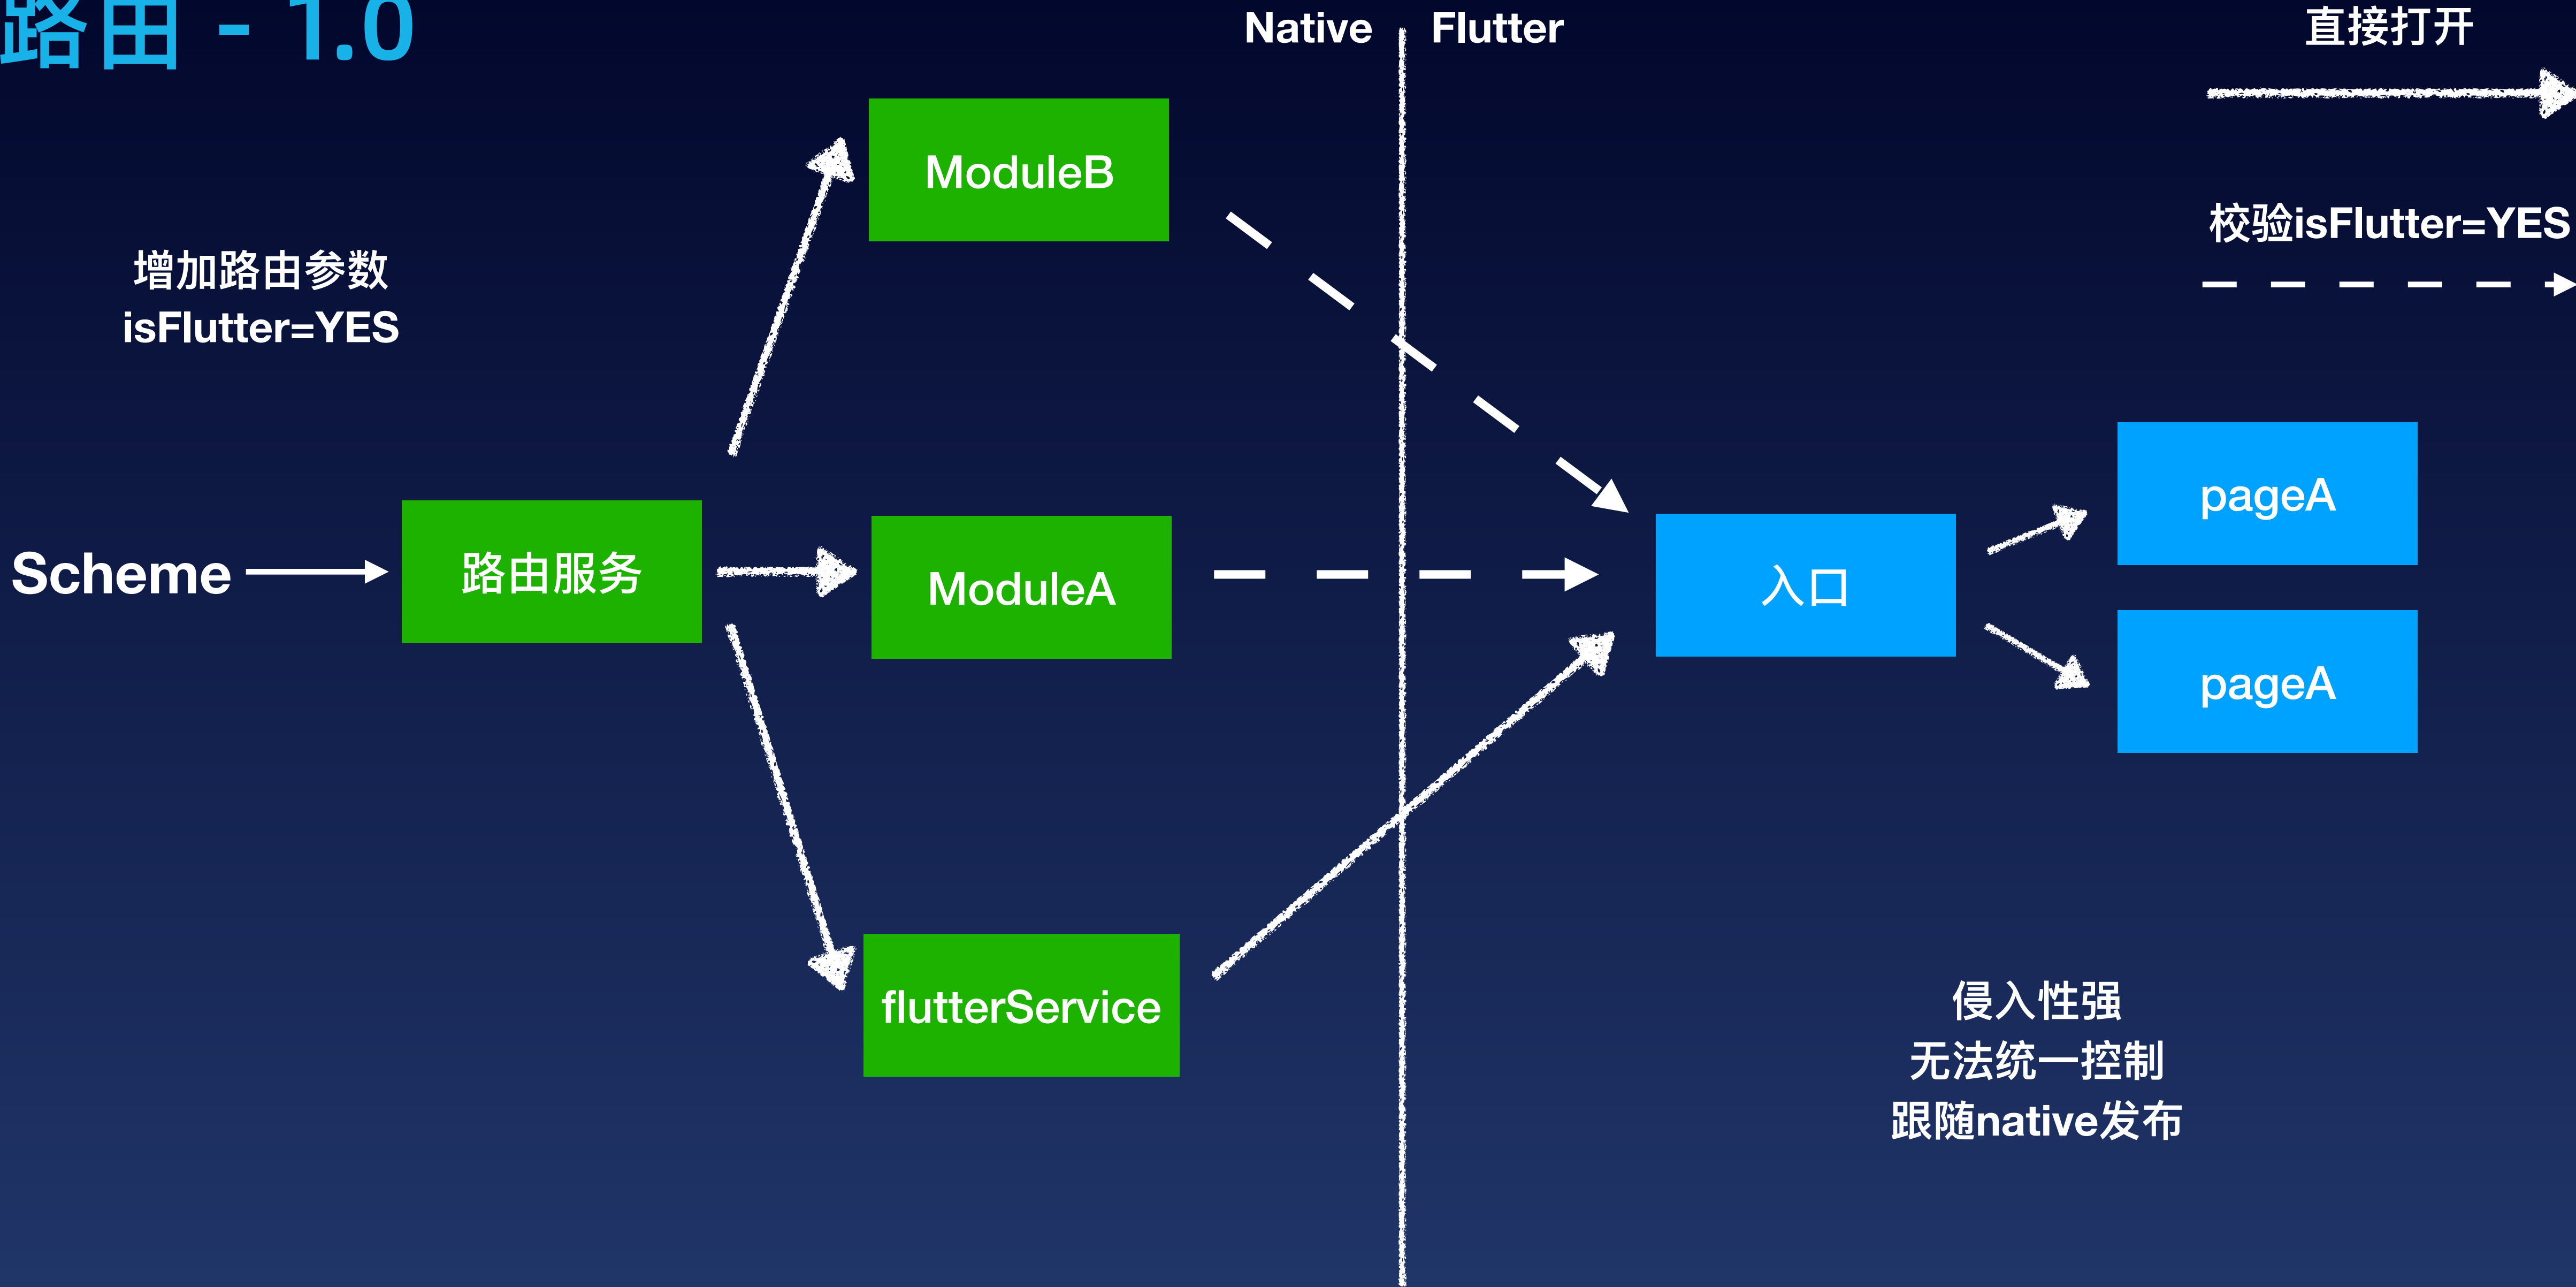 路由 - 1.0
Native
Flutter
直接打开
校验isFlutter=YES
增加路由参数
isFlutter=YES
ModuleB
Scheme
路由服务
ModuleA
入口
pageA
pageA
flutterService
侵入性强
无法统一控制
跟随native发布